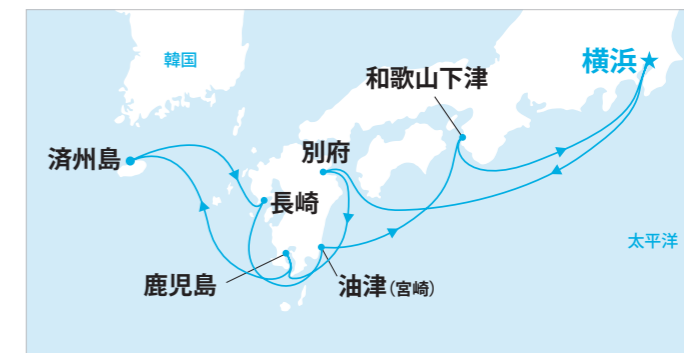 韓国
横浜
和歌山下津
済州島
別府
長崎
太平洋
鹿児島
油津(宮崎)